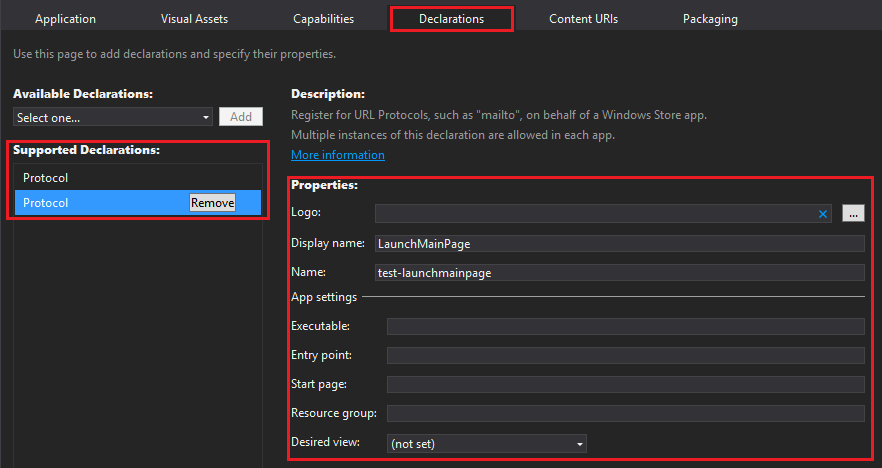 Application Visual Assets Capabilities Declarations Content URIs Packaging
Use this page to add declarations and specify their properties.
Available Declarations:
Select one... Add
Supported Declarations:
Protocol
Protocol Remove
Description:
Register for URL Protocols, such as "mailto", on behalf of a Windows Store app.
Multiple instances of this declaration are allowed in each app.
More information
Properties:
Logo: ...
Display name: LaunchMainPage
Name: test-launchmainpage
App settings
Executable:
Entry point:
Start page:
Resource group:
Desired view: (not set)